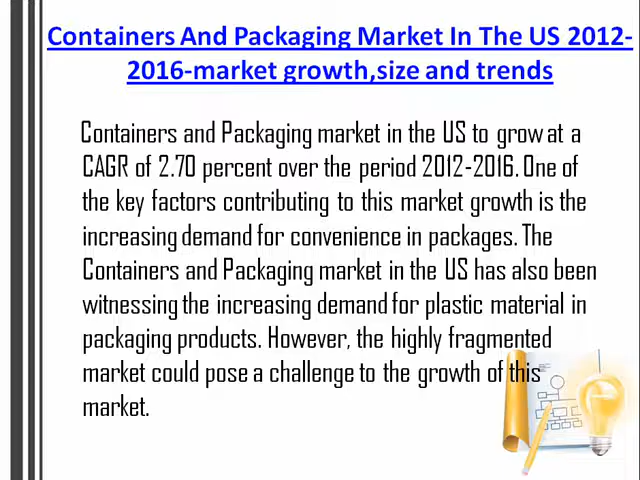 Containers And Packaging Market In The US 2012-
2016-market growth,size and trends
Containers and Packaging market in the US to grow at a
CAGR of 2.70 percent over the period 2012-2016. One of
the key factors contributing to this market growth is the
increasing demand for convenience in packages. The
Containers and Packaging market in the US has also been
witnessing the increasing demand for plastic material in
packaging products. However, the highly fragmented
market could pose a challenge to the growth of this
market.